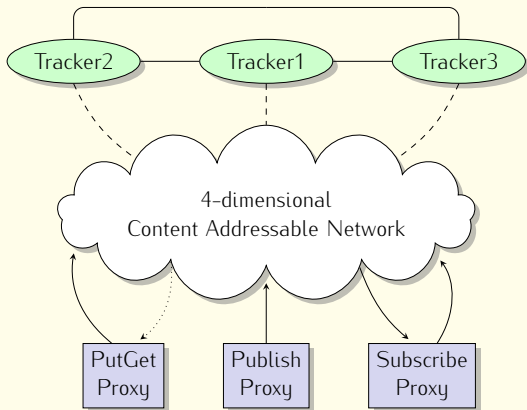 Tracker2
Tracker1
Tracker3
4-dimensional
Content Addressable Network
PutGet
Proxy
Publish
Proxy
Subscribe
Proxy